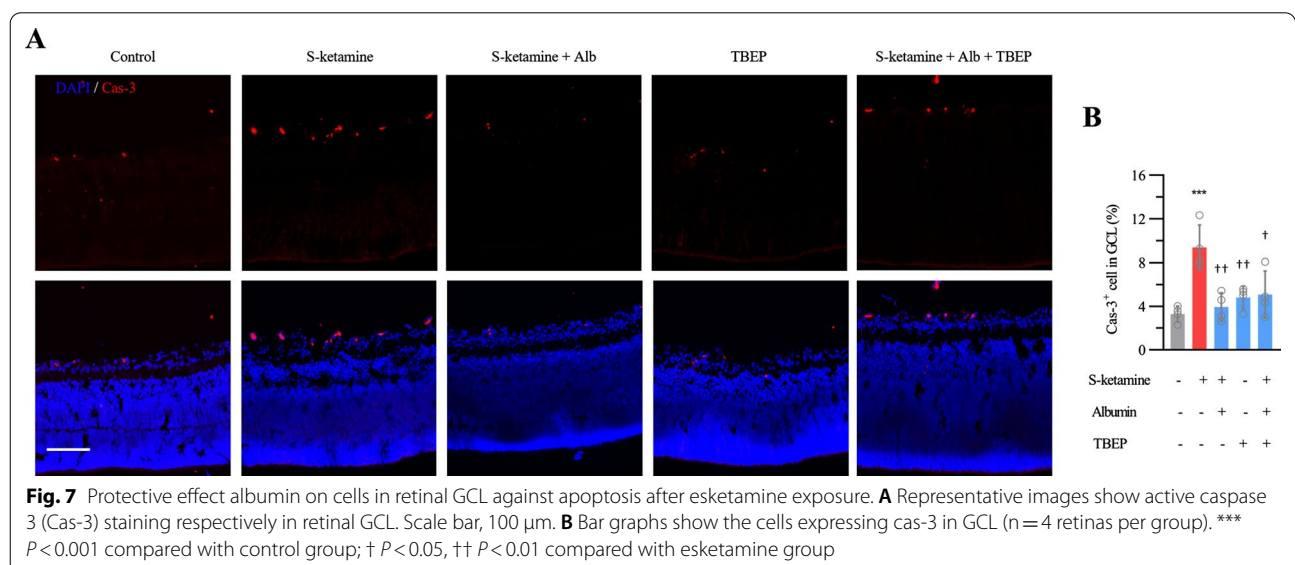 A
Control S-ketamine S-ketamine + Alb TBEP S-ketamine + Alb + TBEP
DAPI / Cas-3
B
Cas-3+ cell in GCL (%)
16
12
8
4
0
***
††
††
†
S-ketamine - + + - +
Albumin - - + - +
TBEP - - - + +
Fig. 7 Protective effect albumin on cells in retinal GCL against apoptosis after esketamine exposure. A Representative images show active caspase
3 (Cas-3) staining respectively in retinal GCL. Scale bar, 100 μm. B Bar graphs show the cells expressing cas-3 in GCL (n = 4 retinas per group). ***
P < 0.001 compared with control group; † P < 0.05, †† P < 0.01 compared with esketamine group